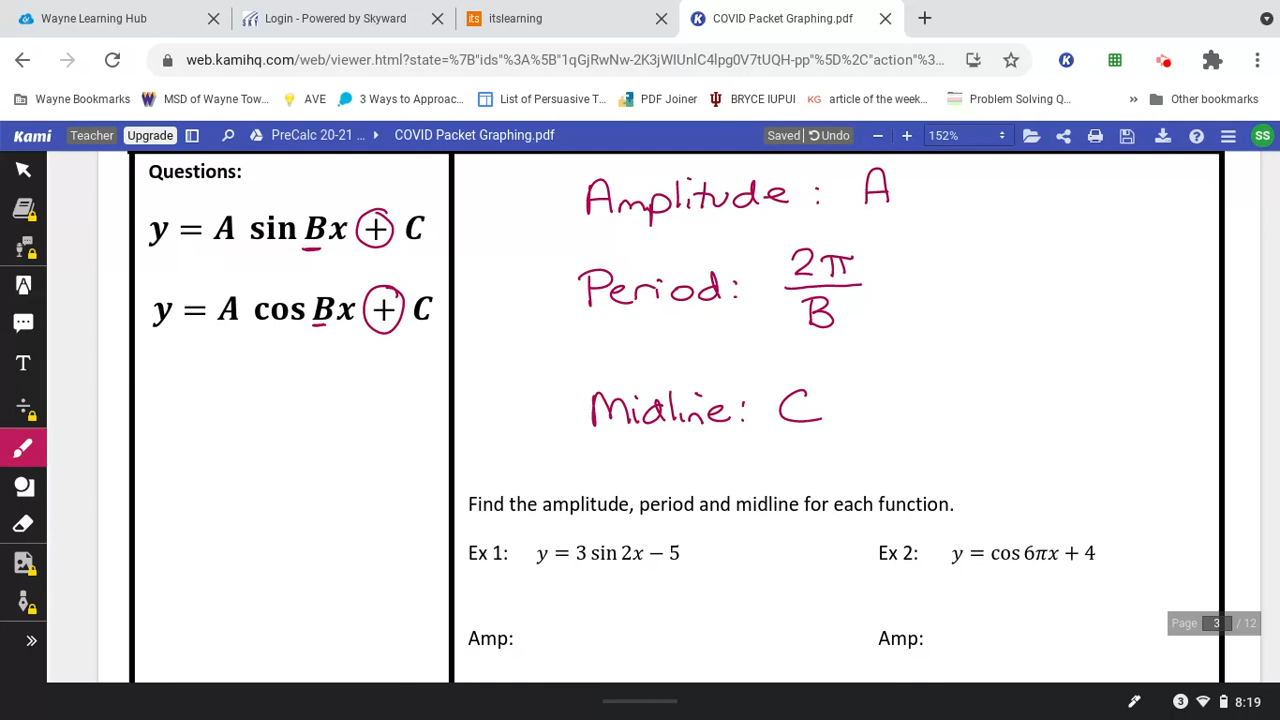 Wayne Learning Hub
Login - Powered by Skyward
itslearning
COVID Packet Graphing.pdf
web.kamihq.com/web/viewer.html?state=%7B"ids"%3A%5B"1qGjRwNw-2K3jWIUnlC4lpg0V7tUQH-pp"%5D%2C"action"%3...
Wayne Bookmarks
MSD of Wayne Tow...
AVE
3 Ways to Approac...
List of Persuasive T...
PDF Joiner
BRYCE IUPUI
KG article of the week...
Problem Solving Q...
» Other bookmarks
Kami Teacher Upgrade
PreCalc 20-21 ...
COVID Packet Graphing.pdf
Saved Undo
152%
SS
Questions:
y = A sin Bx + C
y = A cos Bx + C
Amplitude : A
Period: 2π
B
Midline: C
Find the amplitude, period and midline for each function.
Ex 1: y = 3 sin 2x − 5
Ex 2: y = cos 6πx + 4
Amp:
Amp:
Page 3 / 12
3 8:19